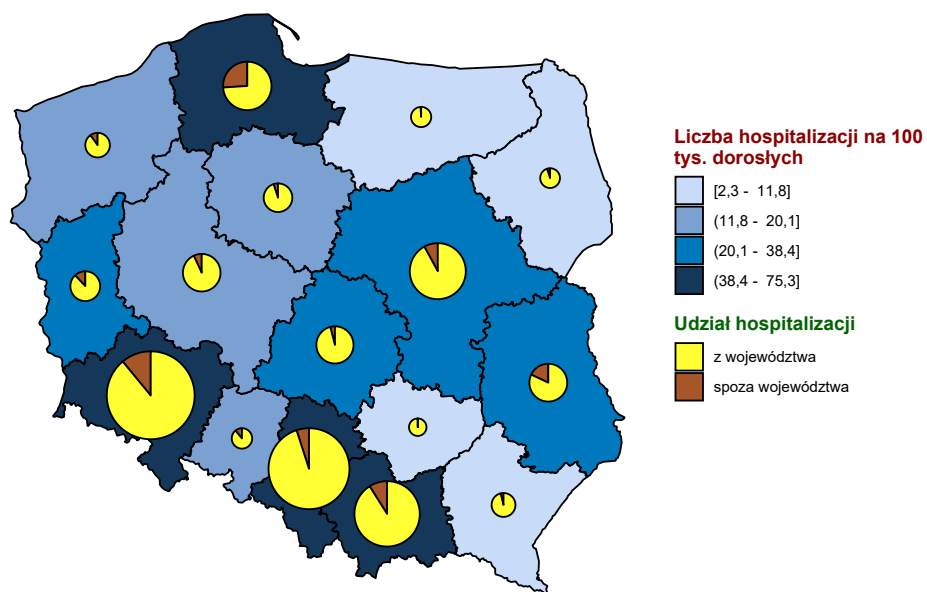 Liczba hospitalizacji na 100
tys. dorosłych
[2,3 - 11,8]
(11,8 - 20,1]
(20,1 - 38,4]
(38,4 - 75,3]
Udział hospitalizacji
z województwa
spoza województwa